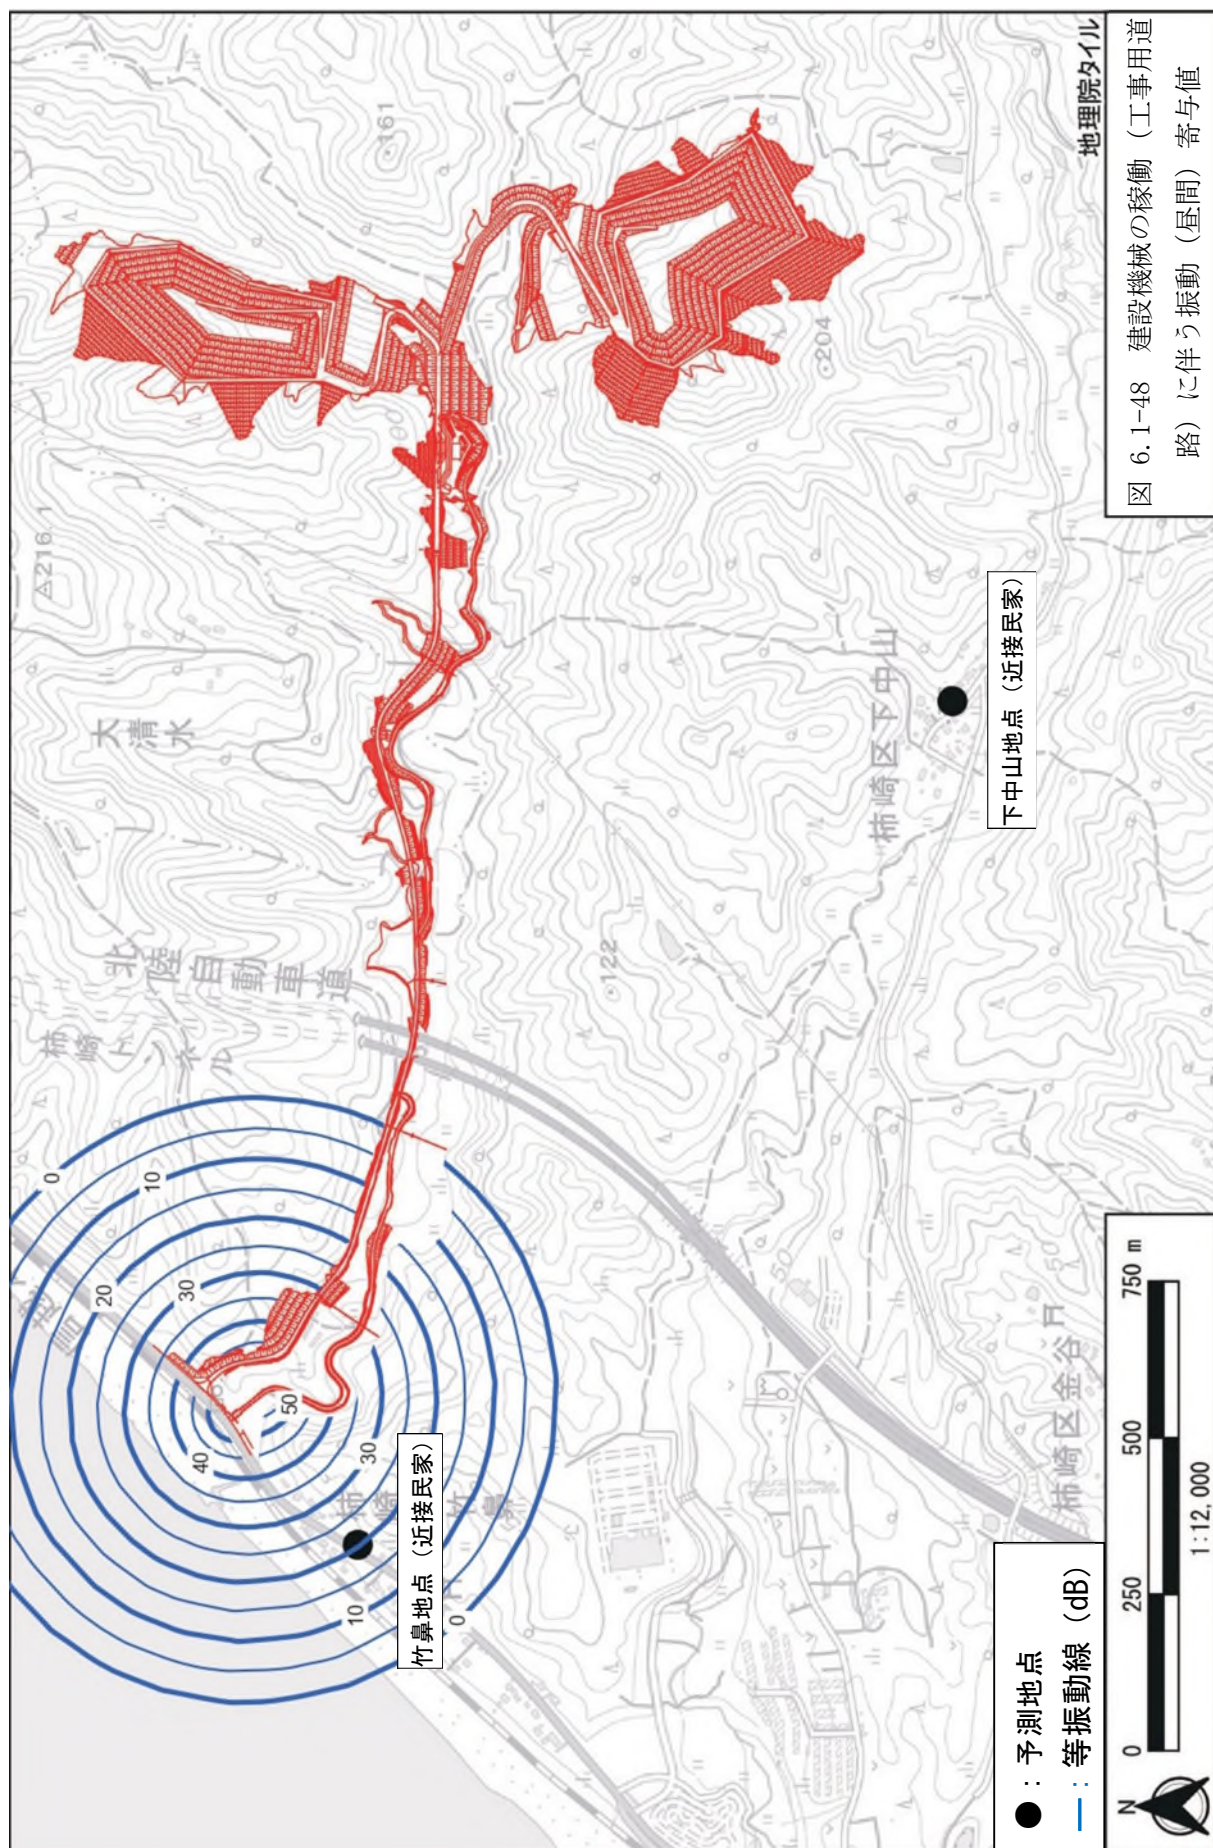 △216.1
161
大清水
北陸自動車道
柿崎トンネル
·204
·122
柿崎区下中山
下中山地点（近接民家）
0
10
20
30
40
50
30
10
0
竹鼻地点（近接民家）
50
50
柿崎区金谷
地理院タイル
図 6.1-48　建設機械の稼働（工事用道
路）に伴う振動（昼間）寄与値
●：予測地点
―：等振動線（dB）
N
0 250 500 750 m
1:12,000